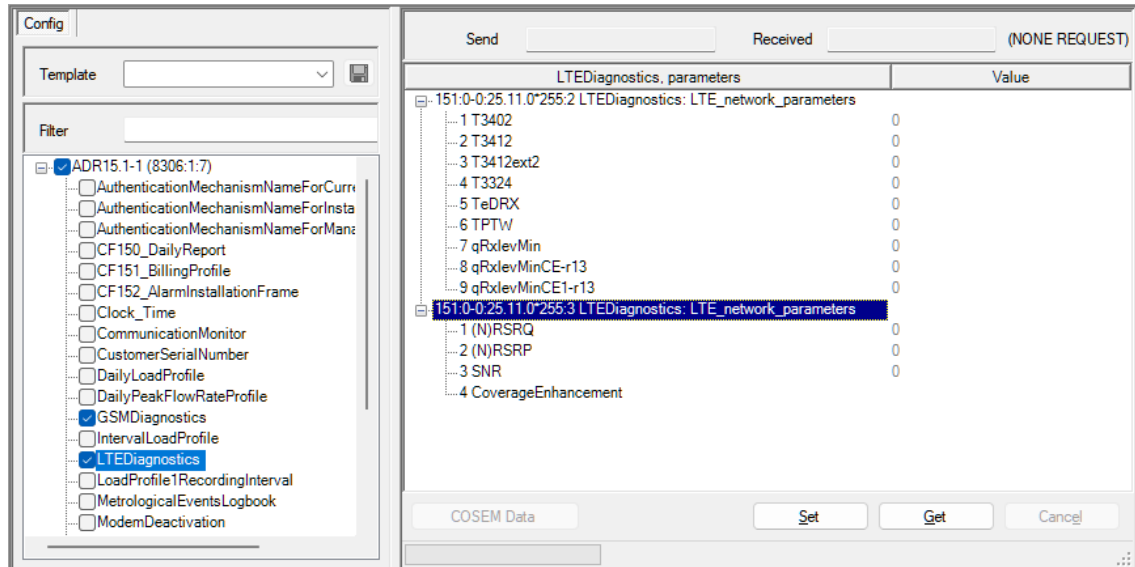 Config
Template
Filter
ADR15.1-1 (8306:1:7)
AuthenticationMechanismNameForCurre
AuthenticationMechanismNameForInsta
AuthenticationMechanismNameForMana
CF150_DailyReport
CF151_BillingProfile
CF152_AlarmInstallationFrame
Clock_Time
CommunicationMonitor
CustomerSerialNumber
DailyLoadProfile
DailyPeakFlowRateProfile
GSMDiagnostics
IntervalLoadProfile
LTEDiagnostics
LoadProfile1RecordingInterval
MetrologicalEventsLogbook
ModemDeactivation
Send Received (NONE REQUEST)
LTEDiagnostics, parameters Value
151:0-0:25.11.0*255:2 LTEDiagnostics: LTE_network_parameters
1 T3402 0
2 T3412 0
3 T3412ext2 0
4 T3324 0
5 TeDRX 0
6 TPTW 0
7 qRxlevMin 0
8 qRxlevMinCE-r13 0
9 qRxlevMinCE1-r13 0
151:0-0:25.11.0*255:3 LTEDiagnostics: LTE_network_parameters
1 (N)RSRQ 0
2 (N)RSRP 0
3 SNR 0
4 CoverageEnhancement
COSEM Data Set Get Cancel